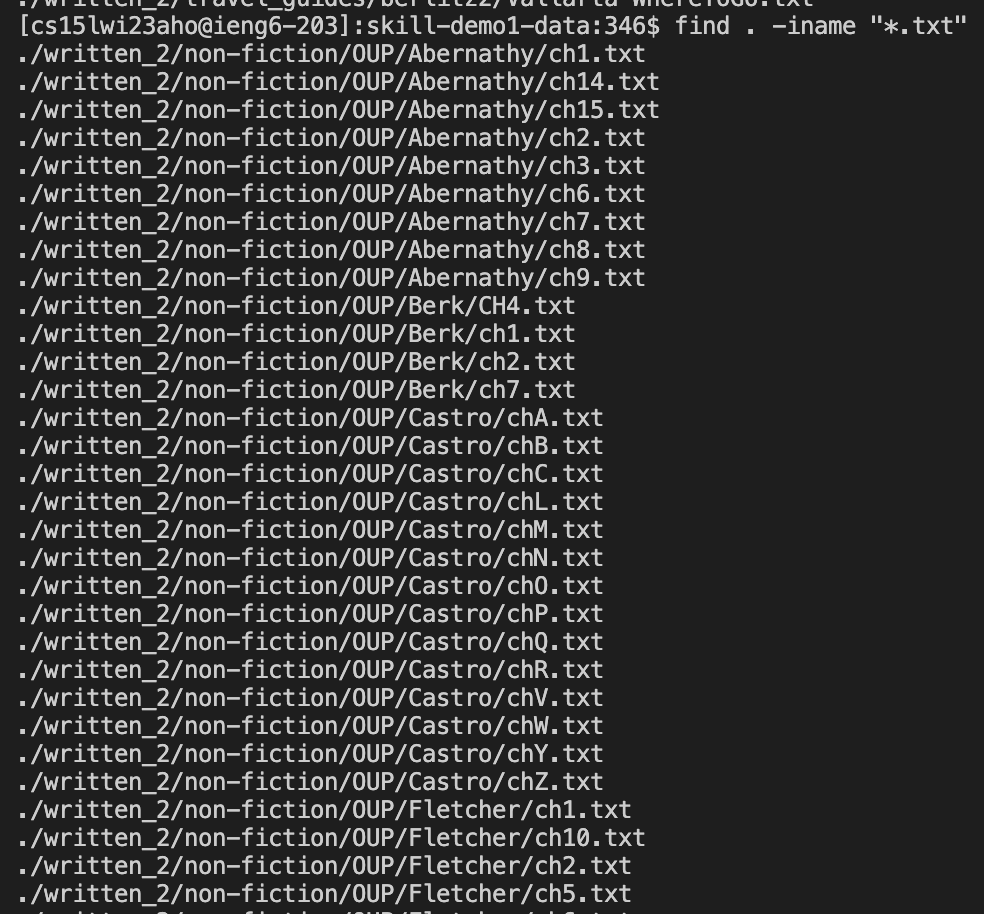 ./written_2/travel_guides/berlitz2/Vallarta-WhereToGo.txt
[cs15lwi23aho@ieng6-203]:skill-demo1-data:346$ find . -iname "*.txt"
./written_2/non-fiction/OUP/Abernathy/ch1.txt
./written_2/non-fiction/OUP/Abernathy/ch14.txt
./written_2/non-fiction/OUP/Abernathy/ch15.txt
./written_2/non-fiction/OUP/Abernathy/ch2.txt
./written_2/non-fiction/OUP/Abernathy/ch3.txt
./written_2/non-fiction/OUP/Abernathy/ch6.txt
./written_2/non-fiction/OUP/Abernathy/ch7.txt
./written_2/non-fiction/OUP/Abernathy/ch8.txt
./written_2/non-fiction/OUP/Abernathy/ch9.txt
./written_2/non-fiction/OUP/Berk/CH4.txt
./written_2/non-fiction/OUP/Berk/ch1.txt
./written_2/non-fiction/OUP/Berk/ch2.txt
./written_2/non-fiction/OUP/Berk/ch7.txt
./written_2/non-fiction/OUP/Castro/chA.txt
./written_2/non-fiction/OUP/Castro/chB.txt
./written_2/non-fiction/OUP/Castro/chC.txt
./written_2/non-fiction/OUP/Castro/chL.txt
./written_2/non-fiction/OUP/Castro/chM.txt
./written_2/non-fiction/OUP/Castro/chN.txt
./written_2/non-fiction/OUP/Castro/chO.txt
./written_2/non-fiction/OUP/Castro/chP.txt
./written_2/non-fiction/OUP/Castro/chQ.txt
./written_2/non-fiction/OUP/Castro/chR.txt
./written_2/non-fiction/OUP/Castro/chV.txt
./written_2/non-fiction/OUP/Castro/chW.txt
./written_2/non-fiction/OUP/Castro/chY.txt
./written_2/non-fiction/OUP/Castro/chZ.txt
./written_2/non-fiction/OUP/Fletcher/ch1.txt
./written_2/non-fiction/OUP/Fletcher/ch10.txt
./written_2/non-fiction/OUP/Fletcher/ch2.txt
./written_2/non-fiction/OUP/Fletcher/ch5.txt